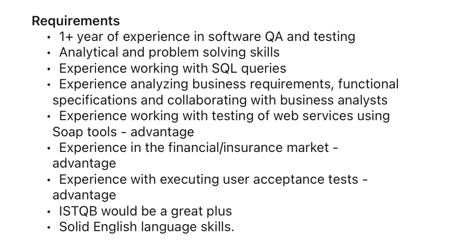 Requirements
• 1+ year of experience in software QA and testing
• Analytical and problem solving skills
• Experience working with SQL queries
• Experience analyzing business requirements, functional
specifications and collaborating with business analysts
• Experience working with testing of web services using
Soap tools - advantage
• Experience in the financial/insurance market -
advantage
• Experience with executing user acceptance tests -
advantage
• ISTQB would be a great plus
• Solid English language skills.